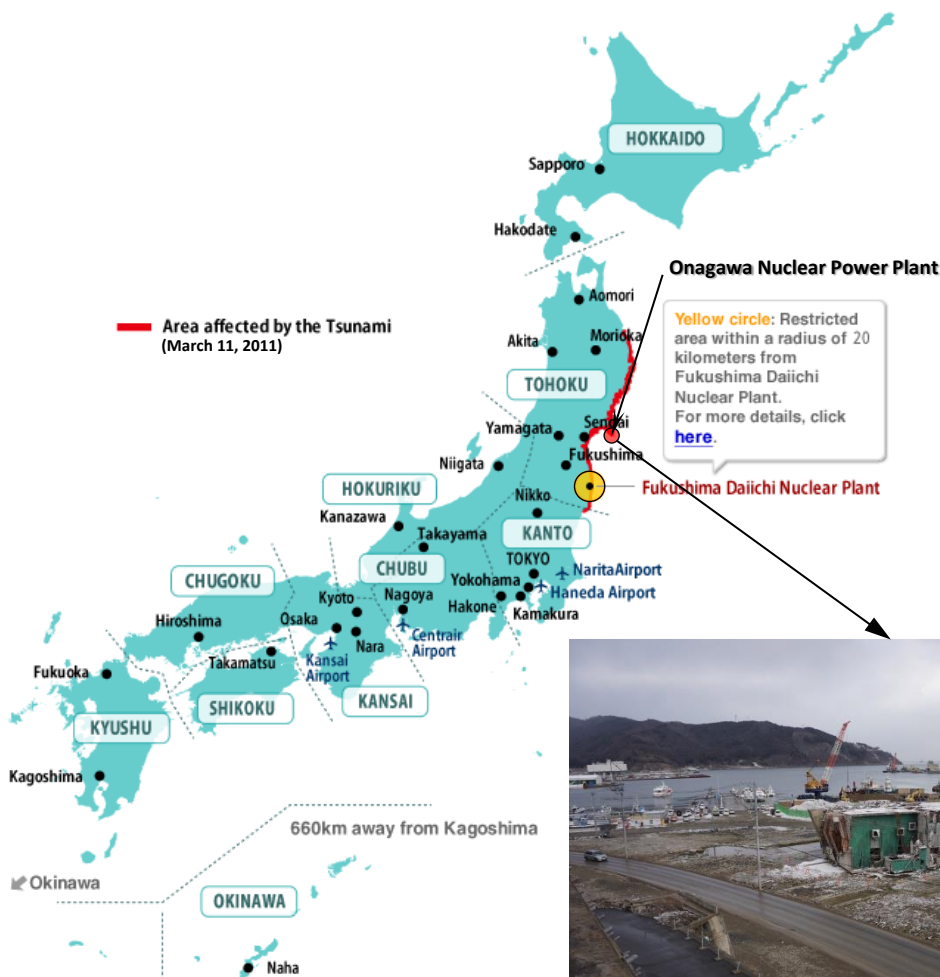 HOKKAIDO
Sapporo
Hakodate
Onagawa Nuclear Power Plant
Aomori
Area affected by the Tsunami
(March 11, 2011)
Akita
Morioka
Yellow circle: Restricted
area within a radius of 20
kilometers from
Fukushima Daiichi
Nuclear Plant.
For more details, click
here.
TOHOKU
Yamagata
Sendai
Niigata
Fukushima
HOKURIKU
Fukushima Daiichi Nuclear Plant
Nikko
Kanazawa
KANTO
Takayama
CHUBU
TOKYO
Narita Airport
CHUGOKU
Yokohama
Haneda Airport
Kyoto
Nagoya
Hakone
Kamakura
Hiroshima
Osaka
Nara
Centrair
Airport
Takamatsu
Kansai
Airport
Fukuoka
SHIKOKU
KANSAI
KYUSHU
Kagoshima
660km away from Kagoshima
Okinawa
OKINAWA
Naha